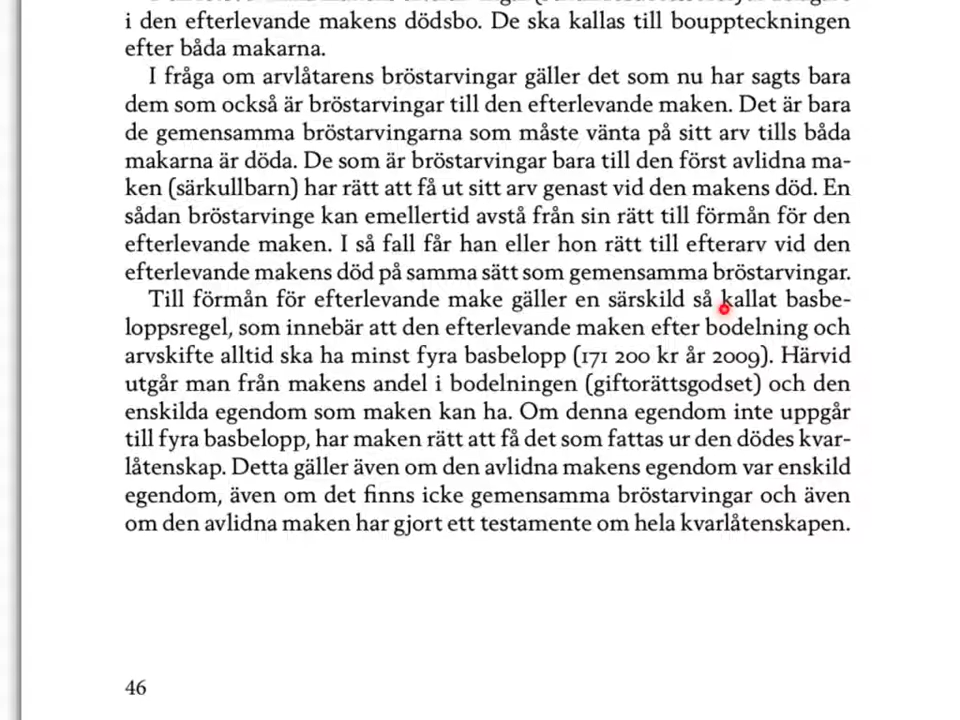 i den efterlevande makens dödsbo. De ska kallas till bouppteckningen
efter båda makarna.
I fråga om arvlåtarens bröstarvingar gäller det som nu har sagts bara
dem som också är bröstarvingar till den efterlevande maken. Det är bara
de gemensamma bröstarvingarna som måste vänta på sitt arv tills båda
makarna är döda. De som är bröstarvingar bara till den först avlidna ma-
ken (särkullbarn) har rätt att få ut sitt arv genast vid den makens död. En
sådan bröstarvinge kan emellertid avstå från sin rätt till förmån för den
efterlevande maken. I så fall får han eller hon rätt till efterarv vid den
efterlevande makens död på samma sätt som gemensamma bröstarvingar.
Till förmån för efterlevande make gäller en särskild så kallat basbe-
loppsregel, som innebär att den efterlevande maken efter bodelning och
arvskifte alltid ska ha minst fyra basbelopp (171 200 kr år 2009). Härvid
utgår man från makens andel i bodelningen (giftorättsgodset) och den
enskilda egendom som maken kan ha. Om denna egendom inte uppgår
till fyra basbelopp, har maken rätt att få det som fattas ur den dödes kvar-
låtenskap. Detta gäller även om den avlidna makens egendom var enskild
egendom, även om det finns icke gemensamma bröstarvingar och även
om den avlidna maken har gjort ett testamente om hela kvarlåtenskapen.
46